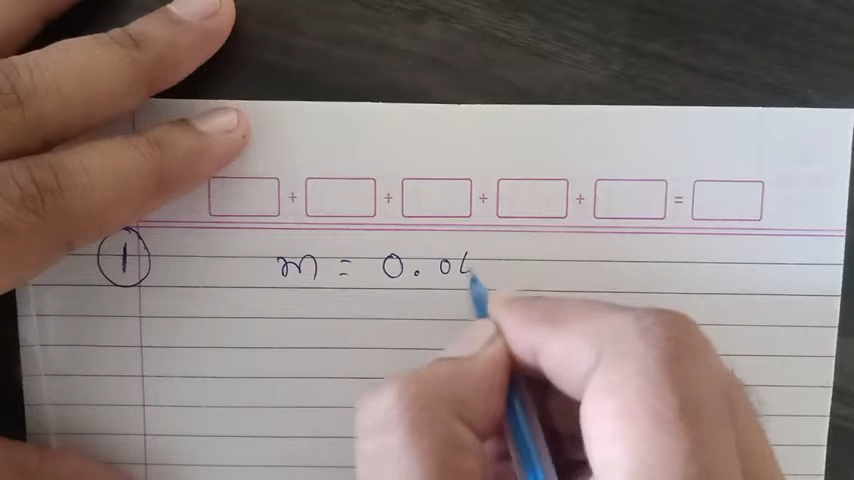 + + + + =
① m = 0.0